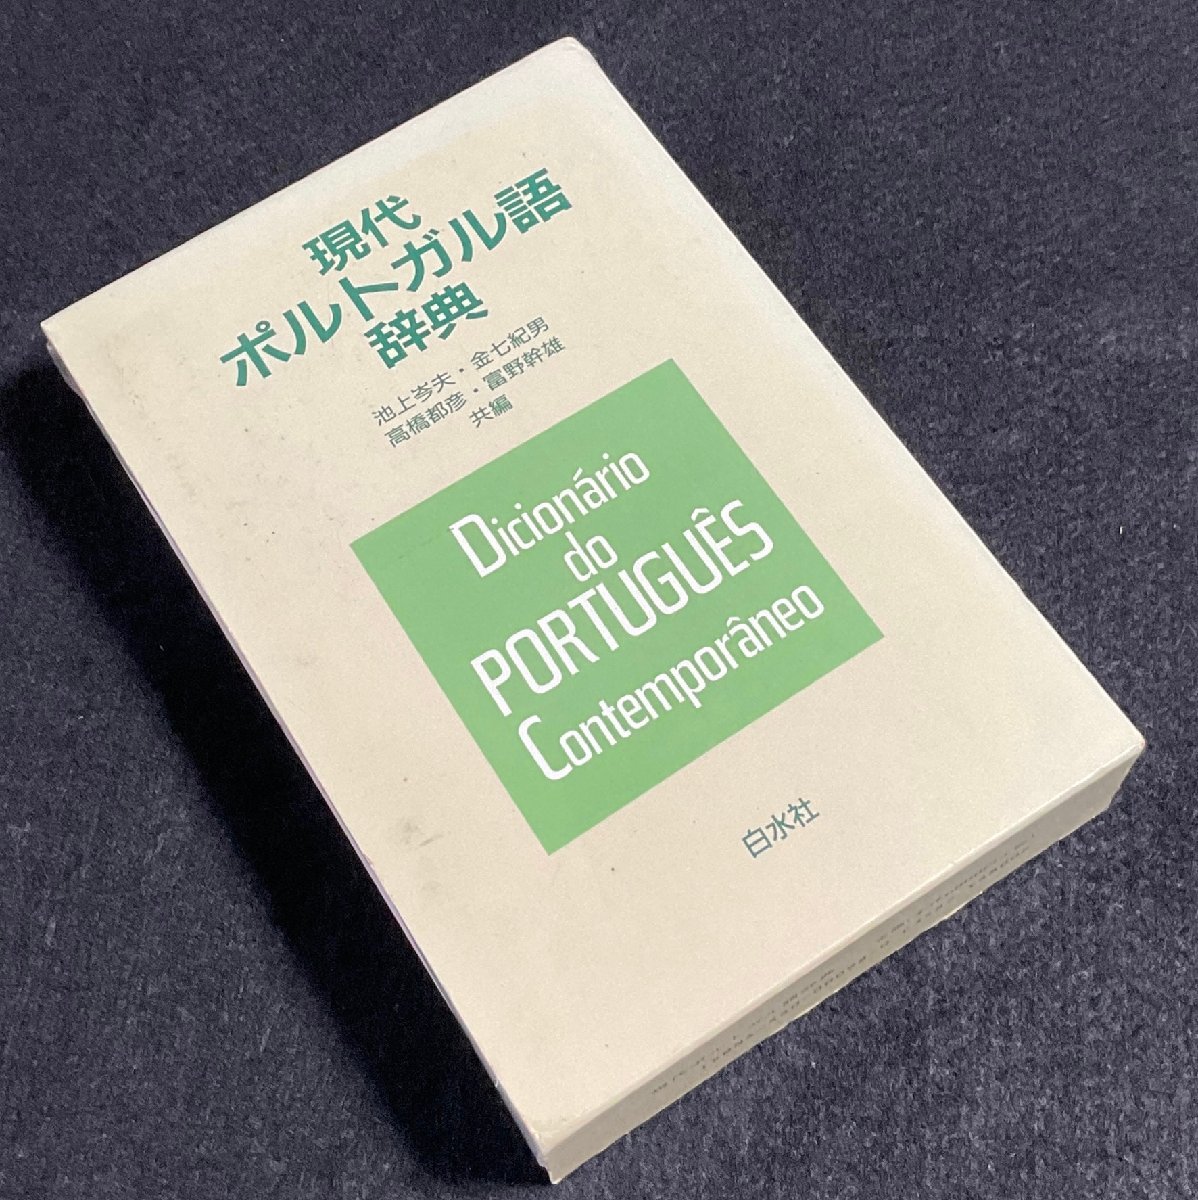 現代
ポルトガル語
辞典
池上岑夫・金七紀男
高橋都彦・富野幹雄
共編
Dicionário
do
PORTUGUÊS
Contemporâneo
白水社